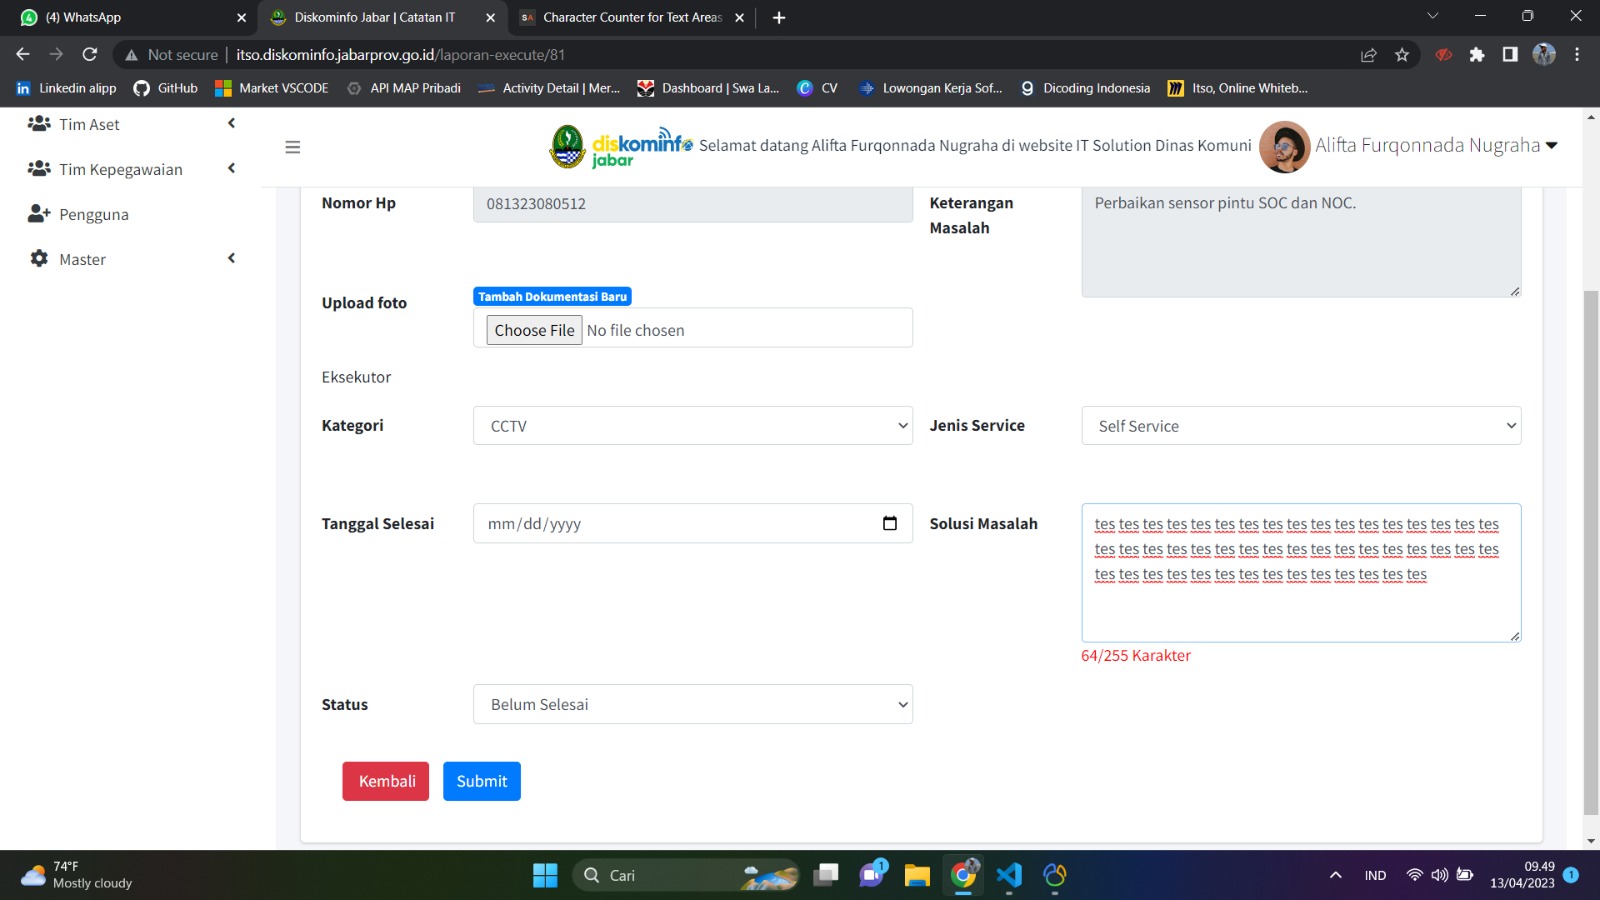 (4) WhatsApp
Diskominfo Jabar | Catatan IT
SA Character Counter for Text Areas
Not secure | itso.diskominfo.jabarprov.go.id/laporan-execute/81
Linkedin alipp
GitHub
Market VSCODE
API MAP Pribadi
Activity Detail | Mer...
Dashboard | Swa La...
CV
Lowongan Kerja Sof...
Dicoding Indonesia
Itso, Online Whiteb...
Tim Aset
Tim Kepegawaian
Pengguna
Master
diskominfo
jabar
Selamat datang Alifta Furqonnada Nugraha di website IT Solution Dinas Komuni
Alifta Furqonnada Nugraha
Nomor Hp
081323080512
Keterangan
Masalah
Perbaikan sensor pintu SOC dan NOC.
Upload foto
Tambah Dokumentasi Baru
Choose File No file chosen
Eksekutor
Kategori
CCTV
Jenis Service
Self Service
Tanggal Selesai
mm/dd/yyyy
Solusi Masalah
tes tes tes tes tes tes tes tes tes tes tes tes tes tes tes tes tes
tes tes tes tes tes tes tes tes tes tes tes tes tes tes tes tes tes
tes tes tes tes tes tes tes tes tes tes tes tes tes tes
64/255 Karakter
Status
Belum Selesai
Kembali
Submit
74°F
Mostly cloudy
Cari
1
IND
09.49
13/04/2023
1